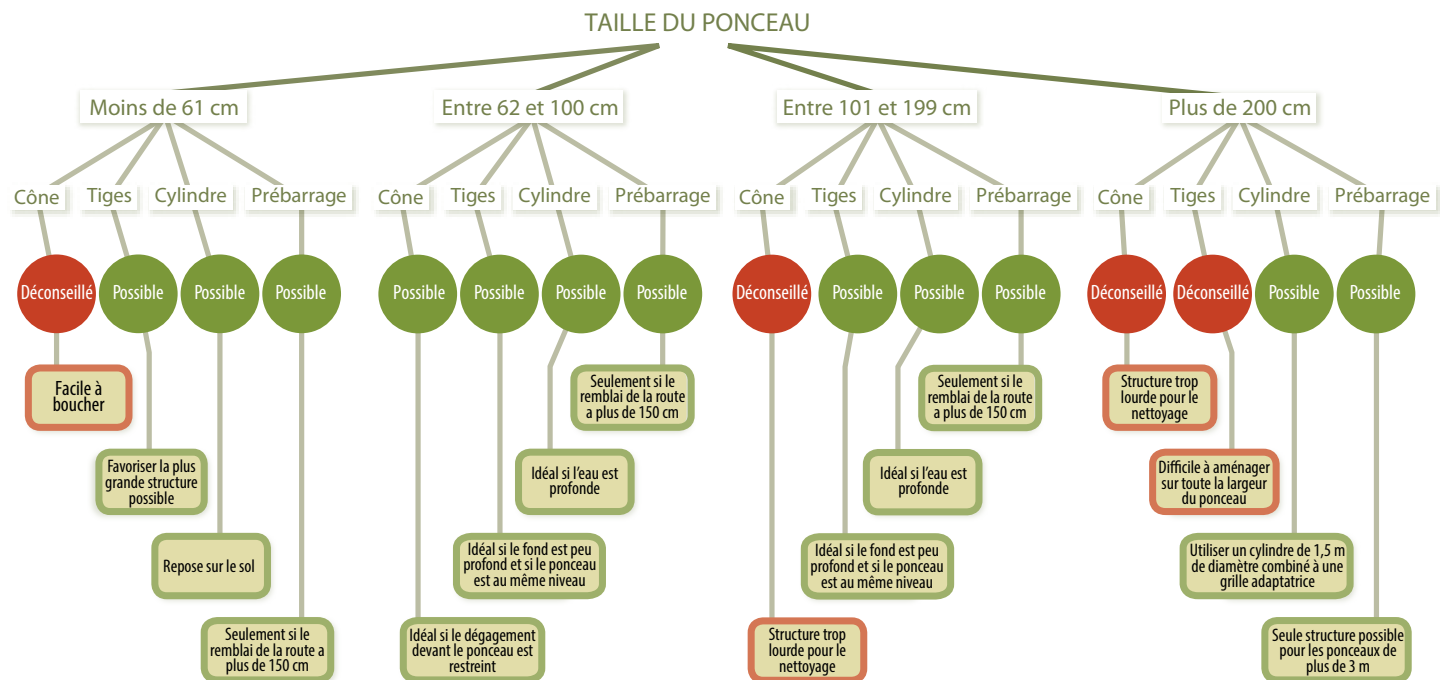 TAILLE DU PONCEAU
Moins de 61 cm
Entre 62 et 100 cm
Entre 101 et 199 cm
Plus de 200 cm
Cône
Tiges
Cylindre
Prébarrage
Cône
Tiges
Cylindre
Prébarrage
Cône
Tiges
Cylindre
Prébarrage
Cône
Tiges
Cylindre
Prébarrage
Déconseillé
Possible
Possible
Possible
Possible
Possible
Possible
Possible
Déconseillé
Possible
Possible
Possible
Déconseillé
Déconseillé
Possible
Possible
Facile à
boucher
Favoriser la plus
grande structure
possible
Repose sur le sol
Seulement si le
remblai de la route a
plus de 150 cm
Idéal si le dégagement
devant le ponceau est
restreint
Idéal si le fond est peu
profond et si le ponceau
est au même niveau
Idéal si l'eau est
profonde
Seulement si le
remblai de la route
a plus de 150 cm
Structure trop
lourde pour le
nettoyage
Idéal si le fond est peu
profond et si le ponceau
est au même niveau
Idéal si l'eau est
profonde
Seulement si le
remblai de la route
a plus de 150 cm
Structure trop
lourde pour le
nettoyage
Difficile à aménager
sur toute la largeur
du ponceau
Utiliser un cylindre de 1,5 m
de diamètre combiné à une
grille adaptatrice
Seule structure possible
pour les ponceaux de
plus de 3 m